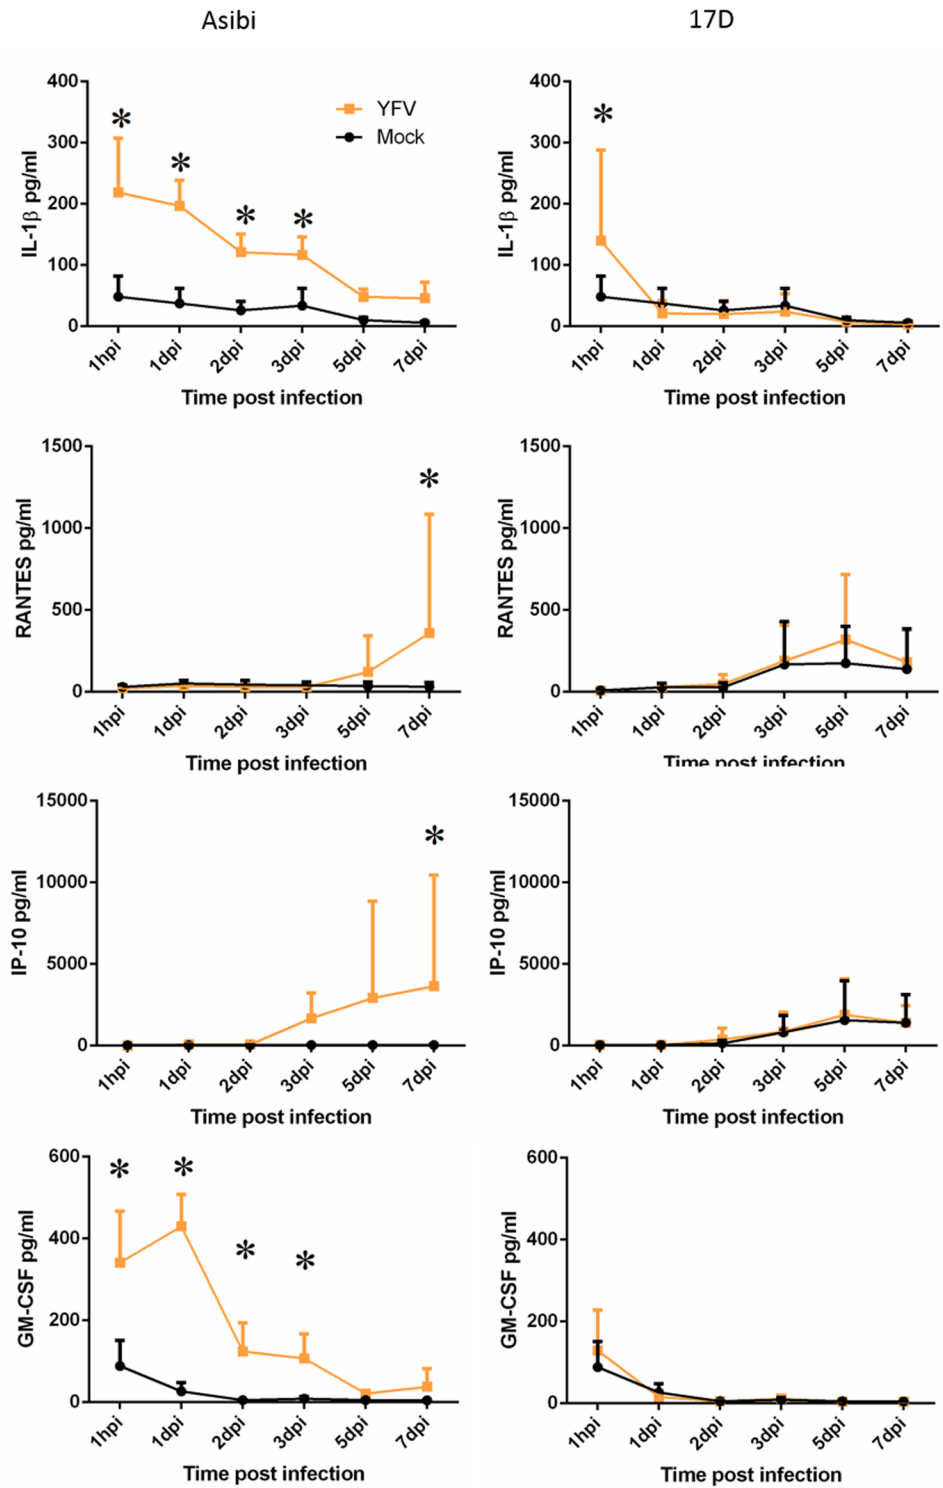 Asibi
17D
IL-1β pg/ml
400
300
200
100
0
* * * *
YFV
Mock
1hpi 1dpi 2dpi 3dpi 5dpi 7dpi
Time post infection
IL-1β pg/ml
400
300
200
100
0
*
1hpi 1dpi 2dpi 3dpi 5dpi 7dpi
Time post infection
RANTES pg/ml
1500
1000
500
0
*
1hpi 1dpi 2dpi 3dpi 5dpi 7dpi
Time post infection
RANTES pg/ml
1500
1000
500
0
1hpi 1dpi 2dpi 3dpi 5dpi 7dpi
Time post infection
IP-10 pg/ml
15000
10000
5000
0
*
1hpi 1dpi 2dpi 3dpi 5dpi 7dpi
Time post infection
IP-10 pg/ml
15000
10000
5000
0
1hpi 1dpi 2dpi 3dpi 5dpi 7dpi
Time post infection
GM-CSF pg/ml
600
400
200
0
* * * *
1hpi 1dpi 2dpi 3dpi 5dpi 7dpi
Time post infection
GM-CSF pg/ml
600
400
200
0
1hpi 1dpi 2dpi 3dpi 5dpi 7dpi
Time post infection